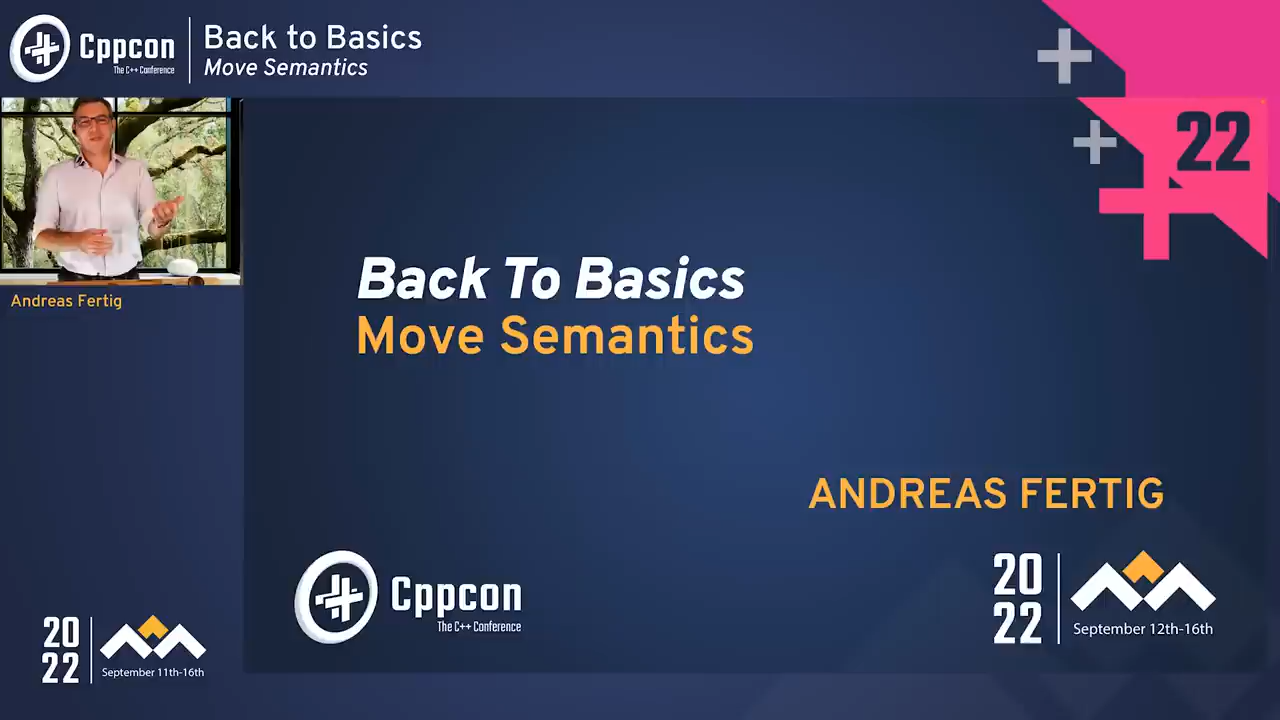 Cppcon
The C++ Conference
Back to Basics
Move Semantics
22
Andreas Fertig
Back To Basics
Move Semantics
ANDREAS FERTIG
Cppcon
The C++ Conference
20
22
September 12th-16th
20
22
September 11th-16th